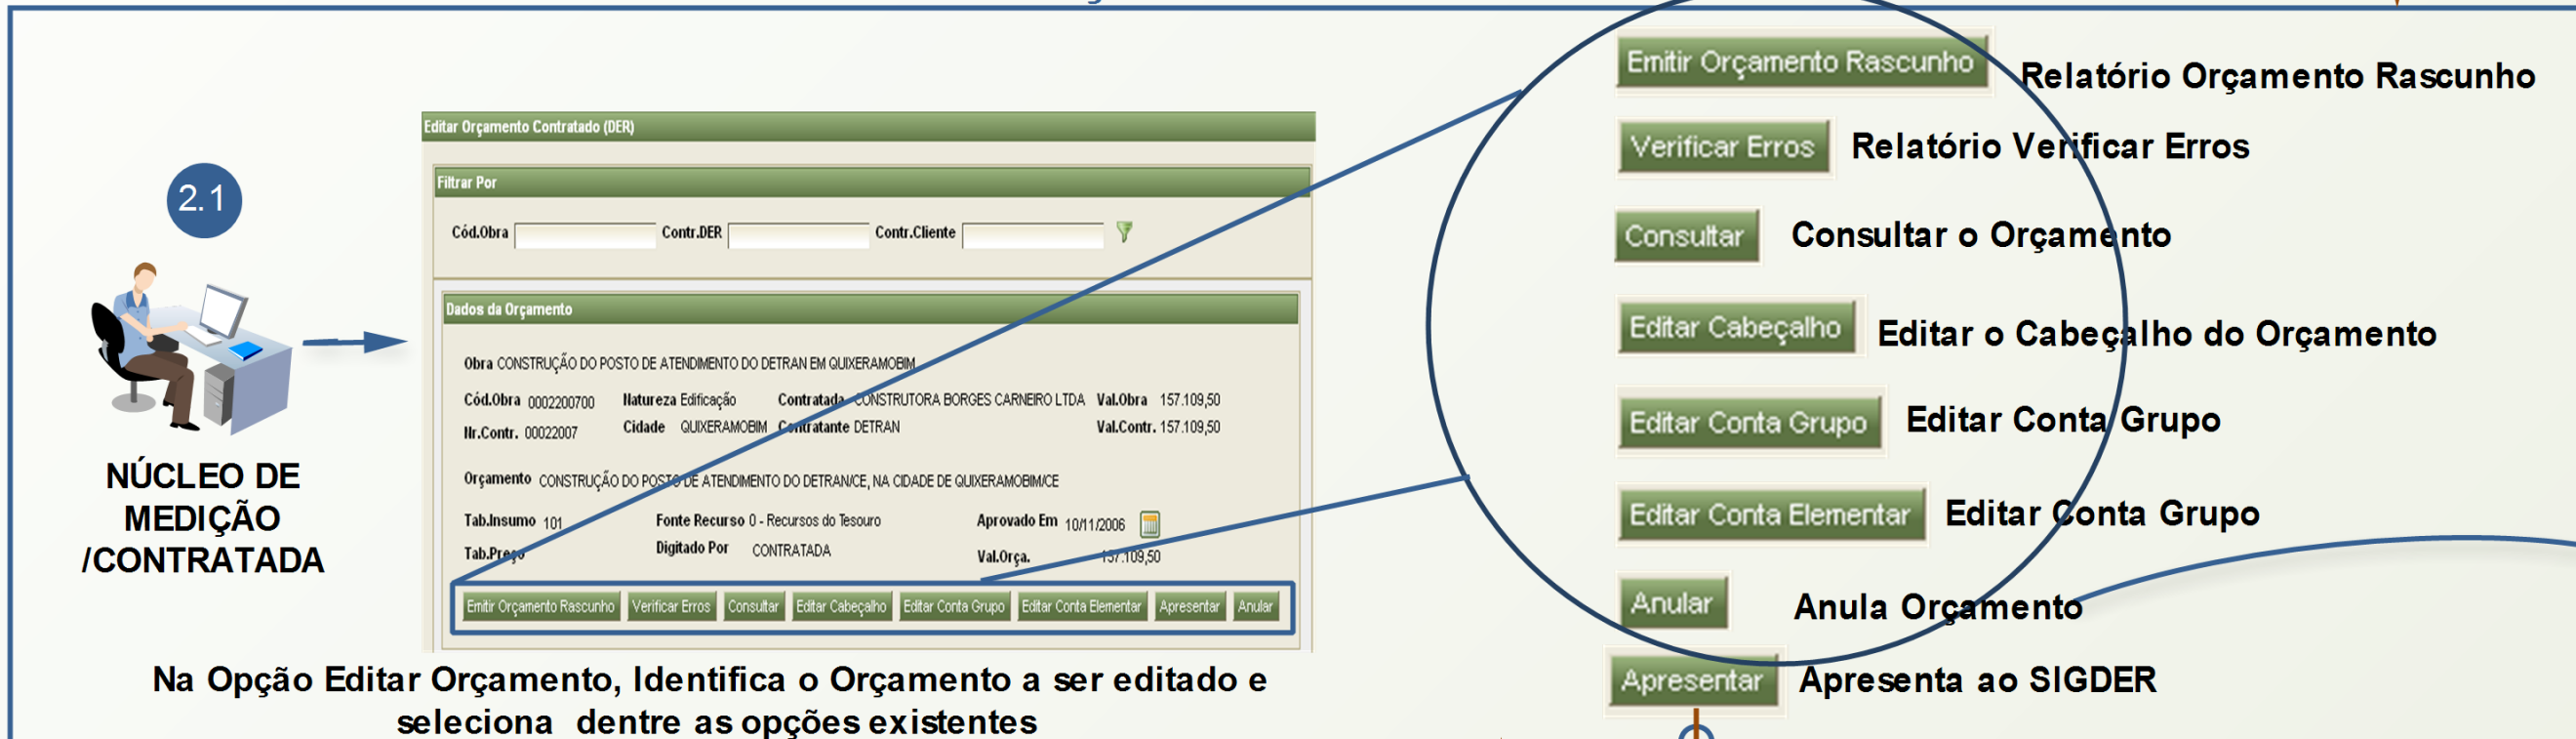 2.1
NÚCLEO DE
MEDIÇÃO
/CONTRATADA
Editar Orçamento Contratado (DER)
Filtrar Por
Cód.Obra Contr.DER Contr.Cliente
Dados da Orçamento
Obra CONSTRUÇÃO DO POSTO DE ATENDIMENTO DO DETRAN EM QUIXERAMOBIM
Cód.Obra 0002200700 Natureza Edificação Contratada CONSTRUTORA BORGES CARNEIRO LTDA Val.Obra 157.109,50
Nr.Contr. 00022007 Cidade QUIXERAMOBIM Contratante DETRAN Val.Contr. 157.109,50
Orçamento CONSTRUÇÃO DO POSTO DE ATENDIMENTO DO DETRAN/CE, NA CIDADE DE QUIXERAMOBIM/CE
Tab.Insumo 101 Fonte Recurso 0 - Recursos do Tesouro Aprovado Em 10/11/2006
Tab.Preço Digitado Por CONTRATADA Val.Orça. 157.109,50
Emitir Orçamento Rascunho Verificar Erros Consultar Editar Cabeçalho Editar Conta Grupo Editar Conta Elementar Apresentar Anular
Na Opção Editar Orçamento, Identifica o Orçamento a ser editado e
seleciona dentre as opções existentes
Emitir Orçamento Rascunho Relatório Orçamento Rascunho
Verificar Erros Relatório Verificar Erros
Consultar Consultar o Orçamento
Editar Cabeçalho Editar o Cabeçalho do Orçamento
Editar Conta Grupo Editar Conta Grupo
Editar Conta Elementar Editar Conta Grupo
Anular Anula Orçamento
Apresentar Apresenta ao SIGDER